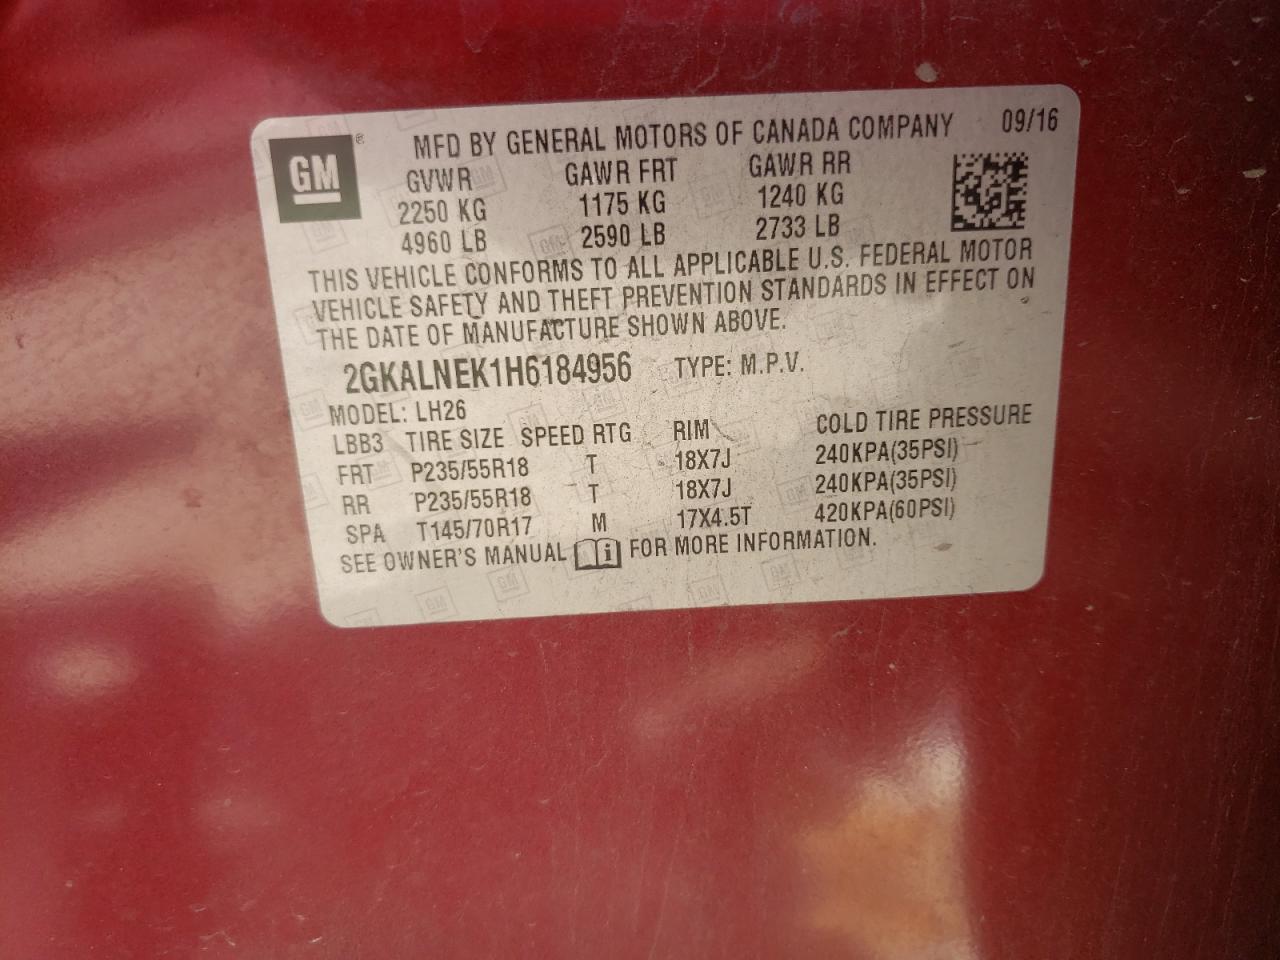 GM® MFD BY GENERAL MOTORS OF CANADA COMPANY 09/16
GVWR GAWR FRT GAWR RR
2250 KG 1175 KG 1240 KG
4960 LB 2590 LB 2733 LB
THIS VEHICLE CONFORMS TO ALL APPLICABLE U.S. FEDERAL MOTOR
VEHICLE SAFETY AND THEFT PREVENTION STANDARDS IN EFFECT ON
THE DATE OF MANUFACTURE SHOWN ABOVE.
2GKALNEK1H6184956 TYPE: M.P.V.
MODEL: LH26
LBB3 TIRE SIZE SPEED RTG RIM COLD TIRE PRESSURE
FRT P235/55R18 T 18X7J 240KPA(35PSI)
RR P235/55R18 T 18X7J 240KPA(35PSI)
SPA T145/70R17 M 17X4.5T 420KPA(60PSI)
SEE OWNER'S MANUAL i FOR MORE INFORMATION.